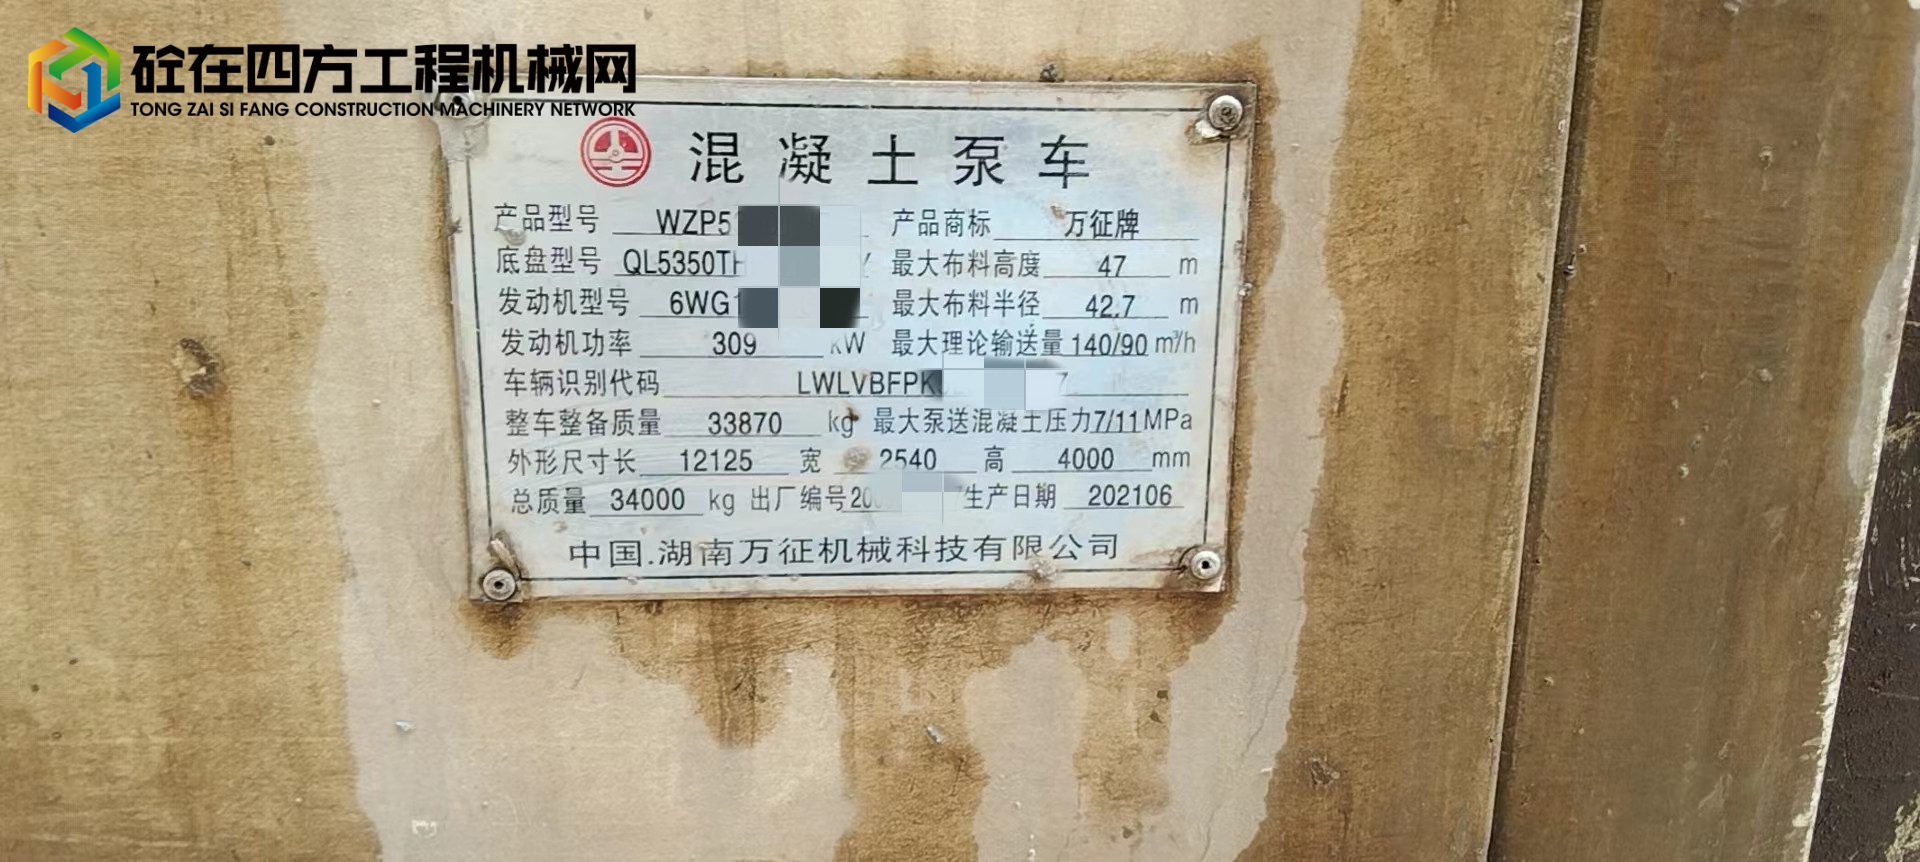 砼在四方工程机械网
TONG ZAI SI FANG CONSTRUCTION MACHINERY NETWORK
混凝土泵车
产品型号 WZP5 产品商标 万征牌
底盘型号 QL5350TH 最大布料高度 47 m
发动机型号 6WG1 最大布料半径 42.7 m
发动机功率 309 kW 最大理论输送量 140/90 m³/h
车辆识别代码 LWLVBFPK 7
整车整备质量 33870 kg 最大泵送混凝土压力 7/11 MPa
外形尺寸长 12125 宽 2540 高 4000 mm
总质量 34000 kg 出厂编号 20 生产日期 202106
中国.湖南万征机械科技有限公司